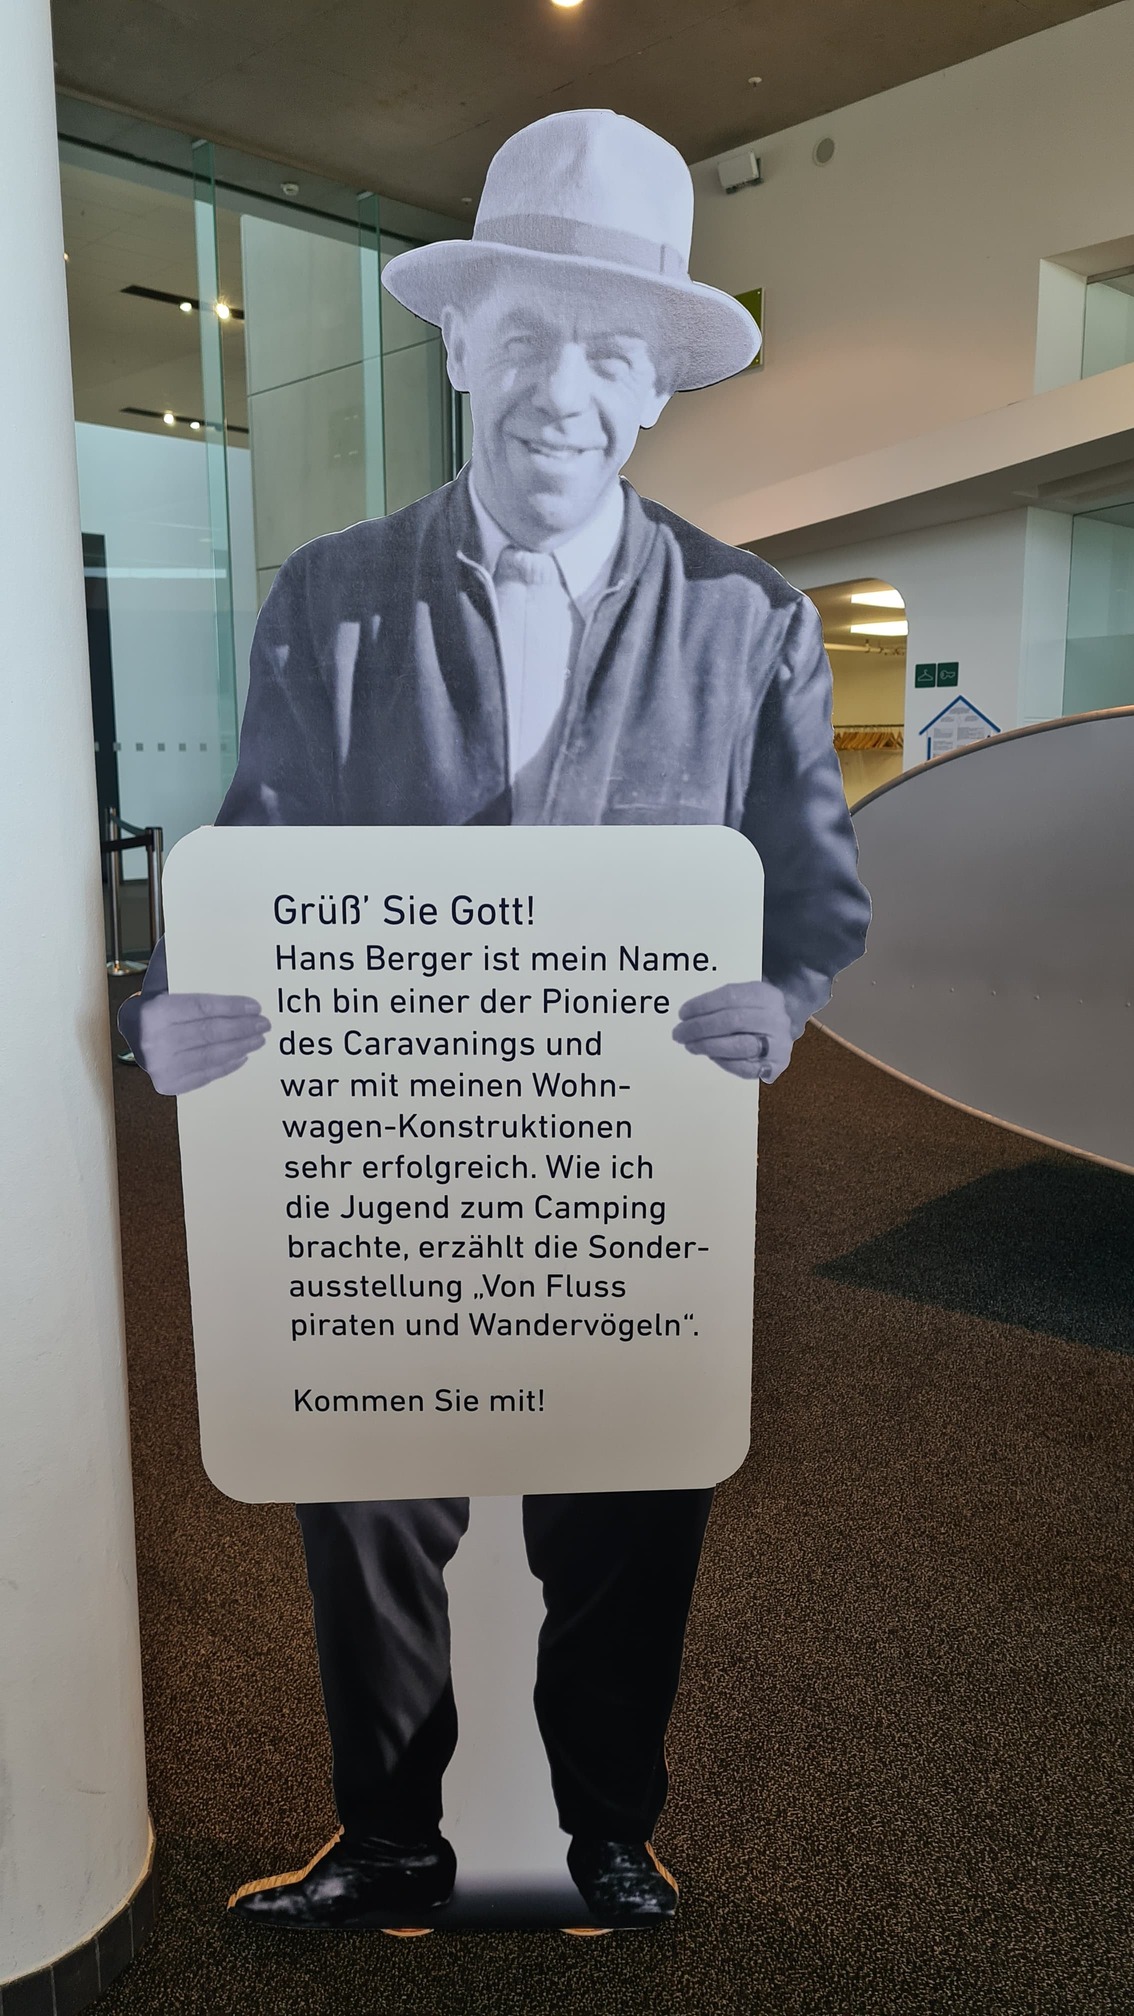 Grüß’ Sie Gott!
Hans Berger ist mein Name.
Ich bin einer der Pioniere
des Caravanings und
war mit meinen Wohn-
wagen-Konstruktionen
sehr erfolgreich. Wie ich
die Jugend zum Camping
brachte, erzählt die Sonder-
ausstellung „Von Fluss
piraten und Wandervögeln“.
Kommen Sie mit!